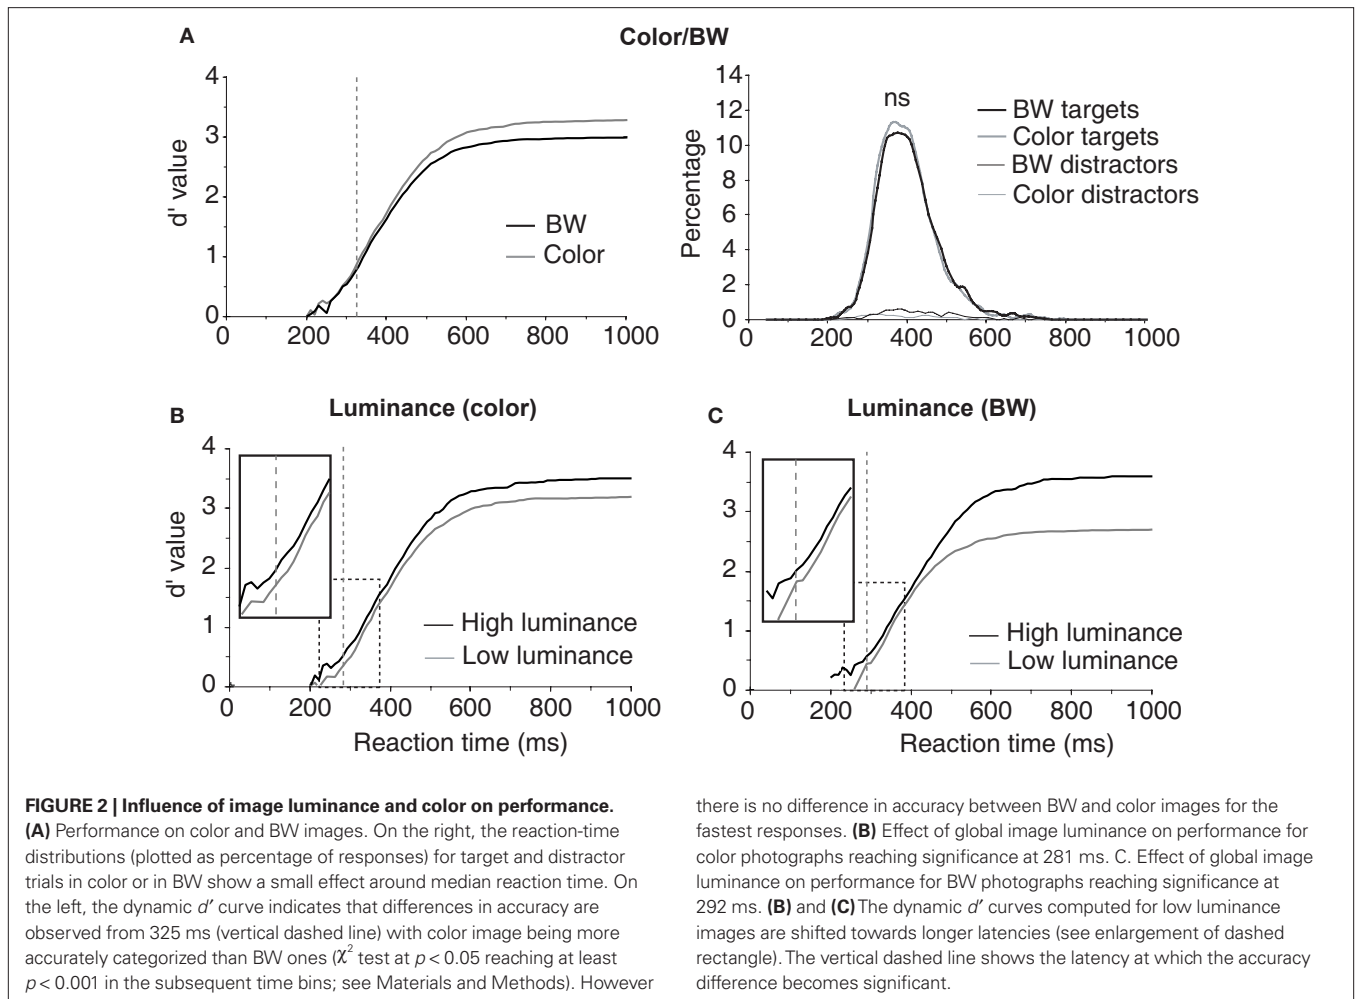 A
Color/BW
4
3
2
1
0
d' value
BW
Color
0 200 400 600 800 1000
14
12
10
8
6
4
2
0
Percentage
ns
BW targets
Color targets
BW distractors
Color distractors
0 200 400 600 800 1000
B
Luminance (color)
4
3
2
1
0
d' value
High luminance
Low luminance
0 200 400 600 800 1000
Reaction time (ms)
C
Luminance (BW)
4
3
2
1
0
High luminance
Low luminance
0 200 400 600 800 1000
Reaction time (ms)
FIGURE 2 | Influence of image luminance and color on performance.
(A) Performance on color and BW images. On the right, the reaction-time
distributions (plotted as percentage of responses) for target and distractor
trials in color or in BW show a small effect around median reaction time. On
the left, the dynamic d′ curve indicates that differences in accuracy are
observed from 325 ms (vertical dashed line) with color image being more
accurately categorized than BW ones (χ² test at p < 0.05 reaching at least
p < 0.001 in the subsequent time bins; see Materials and Methods). However
there is no difference in accuracy between BW and color images for the
fastest responses. (B) Effect of global image luminance on performance for
color photographs reaching significance at 281 ms. C. Effect of global image
luminance on performance for BW photographs reaching significance at
292 ms. (B) and (C) The dynamic d′ curves computed for low luminance
images are shifted towards longer latencies (see enlargement of dashed
rectangle). The vertical dashed line shows the latency at which the accuracy
difference becomes significant.